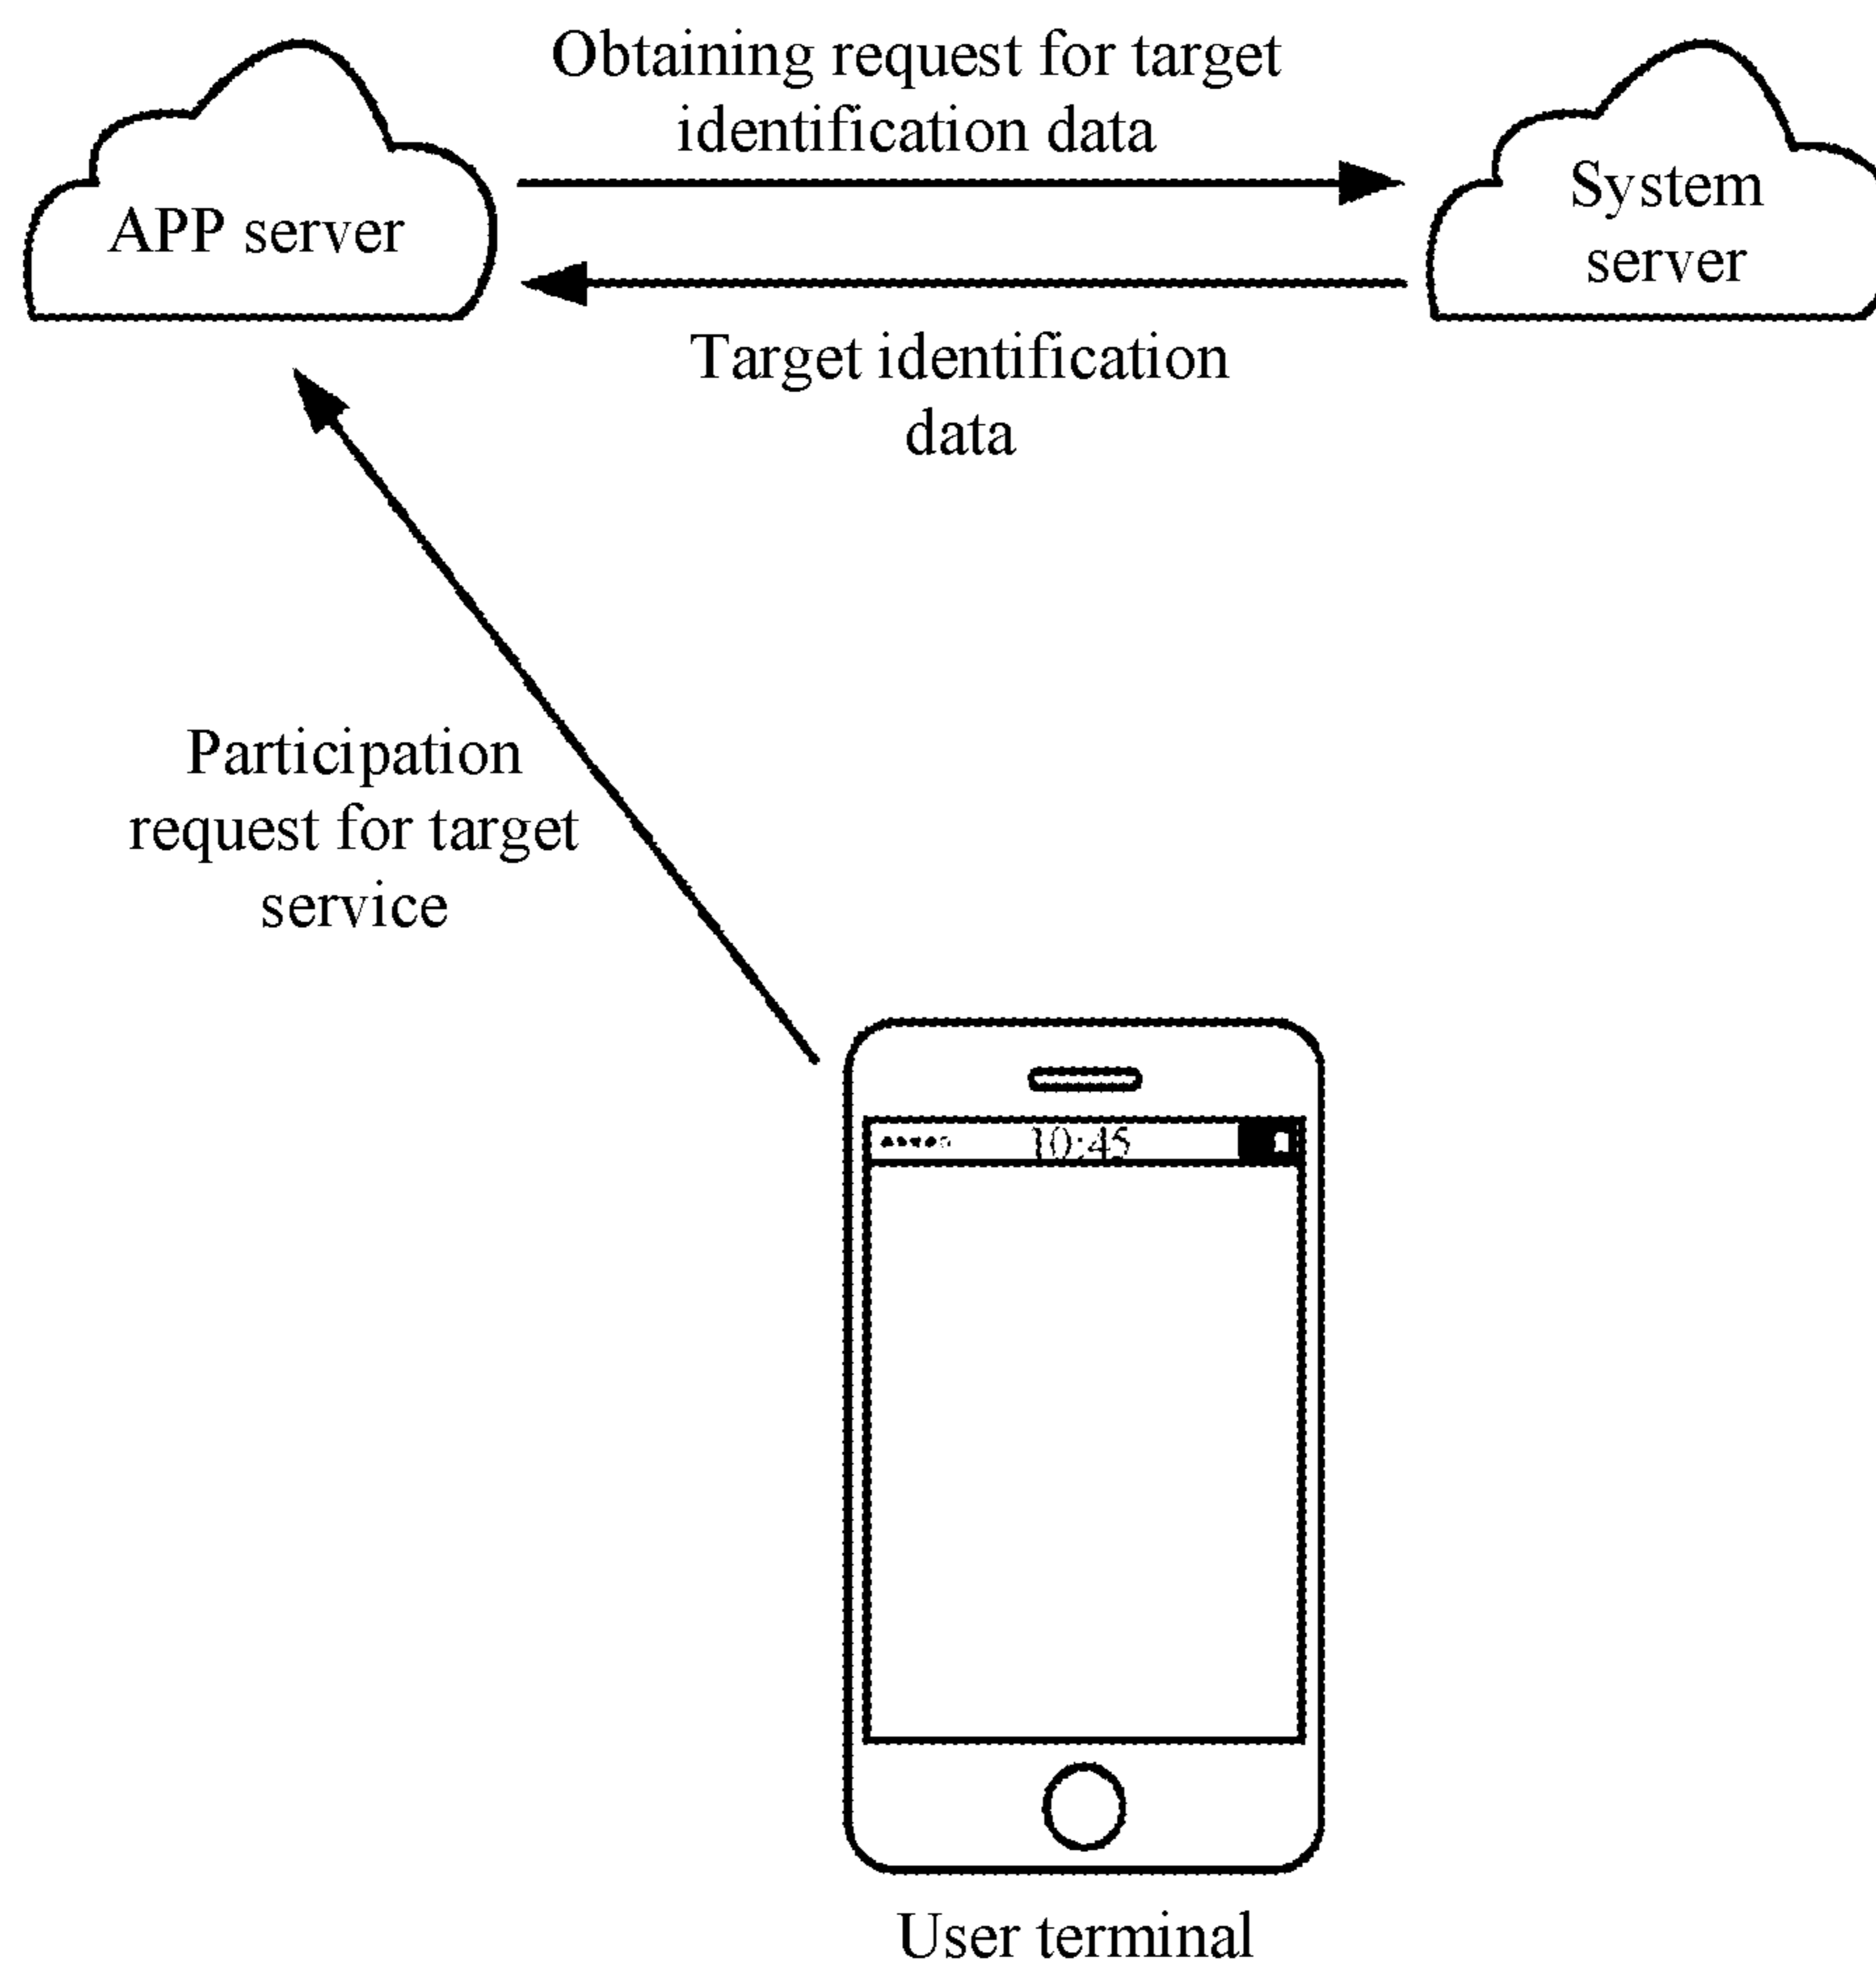 Obtaining request for target
identification data
APP server
System
server
Target identification
data
Participation
request for target
service
10:45
User terminal